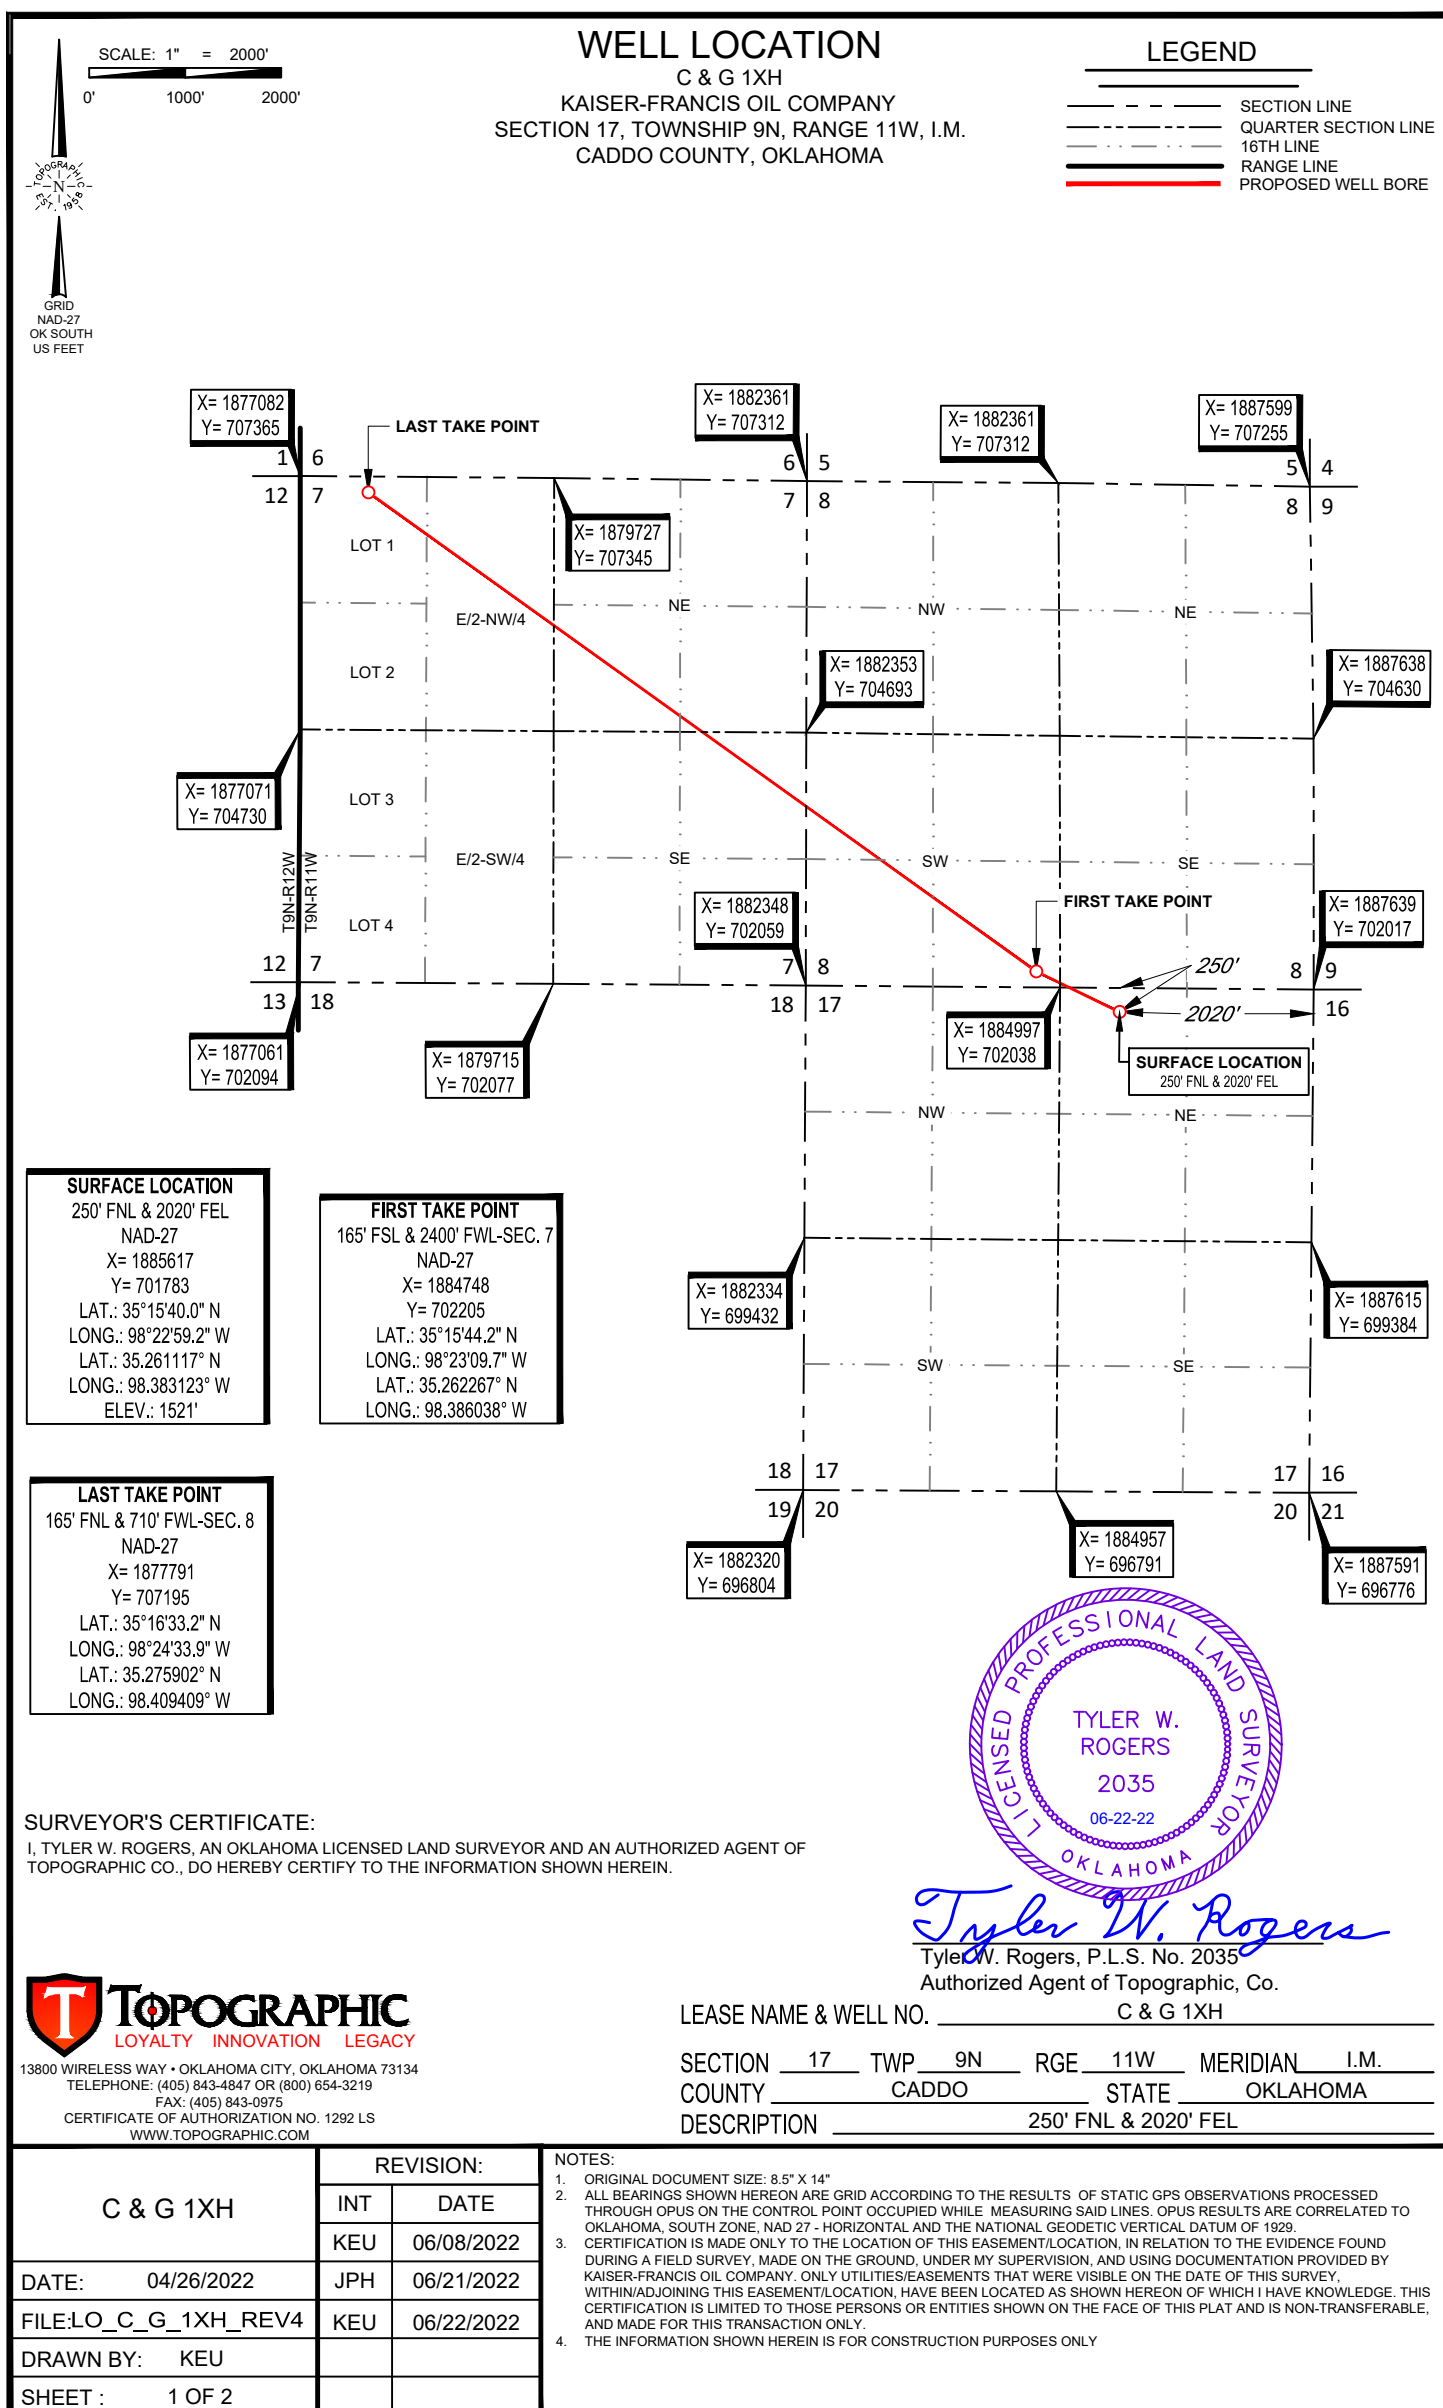 WELL LOCATION
C & G 1XH
KAISER-FRANCIS OIL COMPANY
SECTION 17, TOWNSHIP 9N, RANGE 11W, I.M.
CADDO COUNTY, OKLAHOMA
SCALE: 1" = 2000'
0' 1000' 2000'
TOPOGRAPHIC
N
EST. 1958
GRID
NAD-27
OK SOUTH
US FEET
LEGEND
SECTION LINE
QUARTER SECTION LINE
16TH LINE
RANGE LINE
PROPOSED WELL BORE
X= 1877082
Y= 707365
LAST TAKE POINT
X= 1882361
Y= 707312
X= 1882361
Y= 707312
X= 1887599
Y= 707255
1 6
12 7
6 5
7 8
5 4
8 9
X= 1879727
Y= 707345
LOT 1
E/2-NW/4
NE
NW
NE
LOT 2
X= 1882353
Y= 704693
X= 1887638
Y= 704630
X= 1877071
Y= 704730
LOT 3
E/2-SW/4
SE
SW
SE
T9N-R12W
T9N-R11W
LOT 4
X= 1882348
Y= 702059
FIRST TAKE POINT
X= 1887639
Y= 702017
12 7
13 18
7 8
18 17
8 9
16
250'
2020'
X= 1877061
Y= 702094
X= 1879715
Y= 702077
X= 1884997
Y= 702038
SURFACE LOCATION
250' FNL & 2020' FEL
NW
NE
X= 1882334
Y= 699432
X= 1887615
Y= 699384
SW
SE
18 17
19 20
17 16
20 21
X= 1882320
Y= 696804
X= 1884957
Y= 696791
X= 1887591
Y= 696776
SURFACE LOCATION
250' FNL & 2020' FEL
NAD-27
X= 1885617
Y= 701783
LAT.: 35°15'40.0" N
LONG.: 98°22'59.2" W
LAT.: 35.261117° N
LONG.: 98.383123° W
ELEV.: 1521'
FIRST TAKE POINT
165' FSL & 2400' FWL-SEC. 7
NAD-27
X= 1884748
Y= 702205
LAT.: 35°15'44.2" N
LONG.: 98°23'09.7" W
LAT.: 35.262267° N
LONG.: 98.386038° W
LAST TAKE POINT
165' FNL & 710' FWL-SEC. 8
NAD-27
X= 1877791
Y= 707195
LAT.: 35°16'33.2" N
LONG.: 98°24'33.9" W
LAT.: 35.275902° N
LONG.: 98.409409° W
LICENSED PROFESSIONAL LAND SURVEYOR
TYLER W.
ROGERS
2035
06-22-22
OKLAHOMA
SURVEYOR'S CERTIFICATE:
I, TYLER W. ROGERS, AN OKLAHOMA LICENSED LAND SURVEYOR AND AN AUTHORIZED AGENT OF
TOPOGRAPHIC CO., DO HEREBY CERTIFY TO THE INFORMATION SHOWN HEREIN.
Tyler W. Rogers
Tyler W. Rogers, P.L.S. No. 2035
Authorized Agent of Topographic, Co.
T TOPOGRAPHIC
LOYALTY INNOVATION LEGACY
13800 WIRELESS WAY • OKLAHOMA CITY, OKLAHOMA 73134
TELEPHONE: (405) 843-4847 OR (800) 654-3219
FAX: (405) 843-0975
CERTIFICATE OF AUTHORIZATION NO. 1292 LS
WWW.TOPOGRAPHIC.COM
LEASE NAME & WELL NO. C & G 1XH
SECTION 17 TWP 9N RGE 11W MERIDIAN I.M.
COUNTY CADDO STATE OKLAHOMA
DESCRIPTION 250' FNL & 2020' FEL
C & G 1XH
REVISION:
INT DATE
KEU 06/08/2022
DATE: 04/26/2022 JPH 06/21/2022
FILE:LO_C_G_1XH_REV4 KEU 06/22/2022
DRAWN BY: KEU
SHEET : 1 OF 2
NOTES:
1. ORIGINAL DOCUMENT SIZE: 8.5" X 14"
2. ALL BEARINGS SHOWN HEREON ARE GRID ACCORDING TO THE RESULTS OF STATIC GPS OBSERVATIONS PROCESSED
THROUGH OPUS ON THE CONTROL POINT OCCUPIED WHILE MEASURING SAID LINES. OPUS RESULTS ARE CORRELATED TO
OKLAHOMA, SOUTH ZONE, NAD 27 - HORIZONTAL AND THE NATIONAL GEODETIC VERTICAL DATUM OF 1929.
3. CERTIFICATION IS MADE ONLY TO THE LOCATION OF THIS EASEMENT/LOCATION, IN RELATION TO THE EVIDENCE FOUND
DURING A FIELD SURVEY, MADE ON THE GROUND, UNDER MY SUPERVISION, AND USING DOCUMENTATION PROVIDED BY
KAISER-FRANCIS OIL COMPANY. ONLY UTILITIES/EASEMENTS THAT WERE VISIBLE ON THE DATE OF THIS SURVEY,
WITHIN/ADJOINING THIS EASEMENT/LOCATION, HAVE BEEN LOCATED AS SHOWN HEREON OF WHICH I HAVE KNOWLEDGE. THIS
CERTIFICATION IS LIMITED TO THOSE PERSONS OR ENTITIES SHOWN ON THE FACE OF THIS PLAT AND IS NON-TRANSFERABLE,
AND MADE FOR THIS TRANSACTION ONLY.
4. THE INFORMATION SHOWN HEREIN IS FOR CONSTRUCTION PURPOSES ONLY